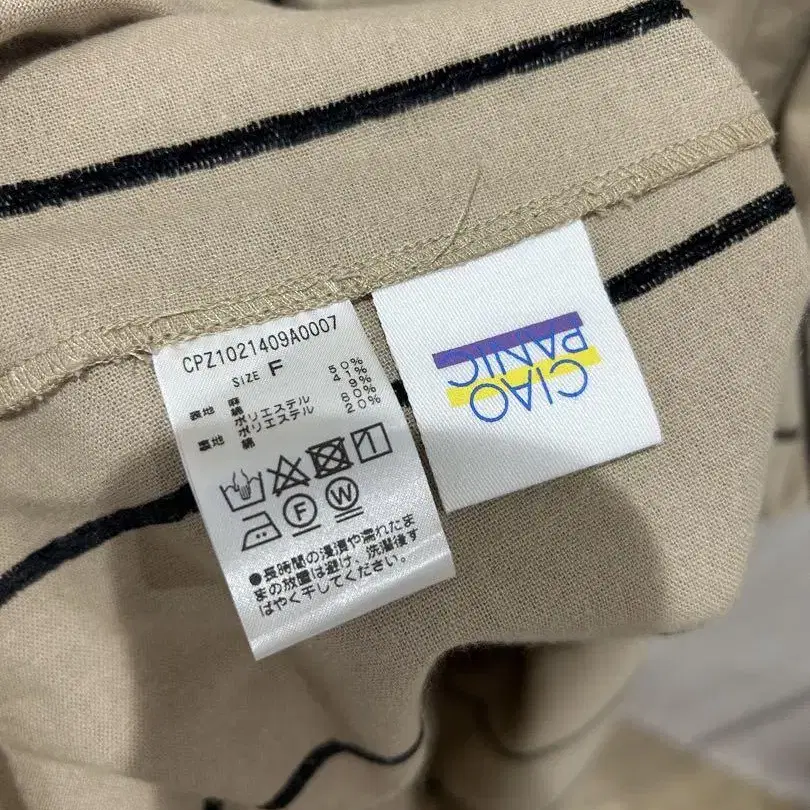 CPZ1021409A0007
SIZE F
表地 麻 50%
綿 41%
ポリエステル 9%
裏地 ポリエステル 80%
綿 20%
F W
●長時間の浸漬や濡れたま
まの放置は避け、洗濯後す
ばやく干してください。
CIAO
PANIC